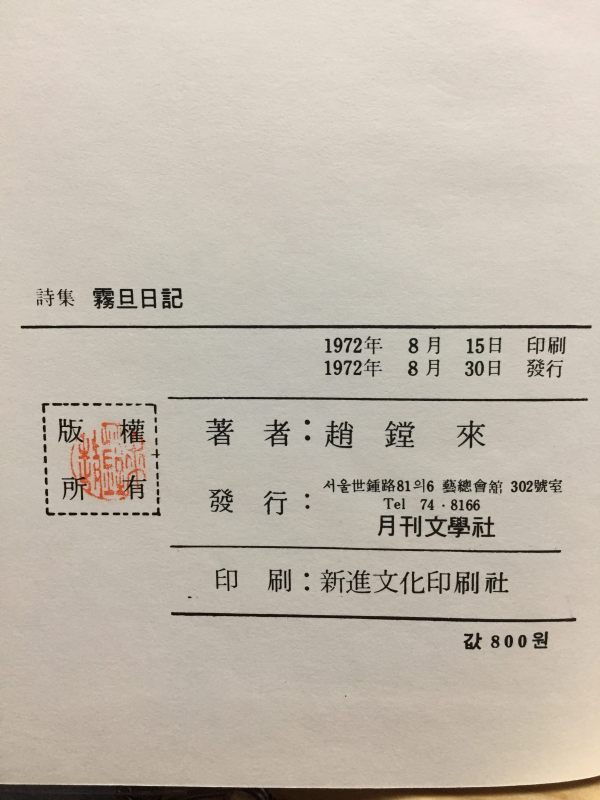 詩集 霧旦日記
1972年 8月 15日 印刷
1972年 8月 30日 發行
版權
所有
著者:趙鏜來
發行:
서울世鍾路81의6 藝總會舘 302號室
Tel 74·8166
月刊文學社
印刷:新進文化印刷社
값 800원